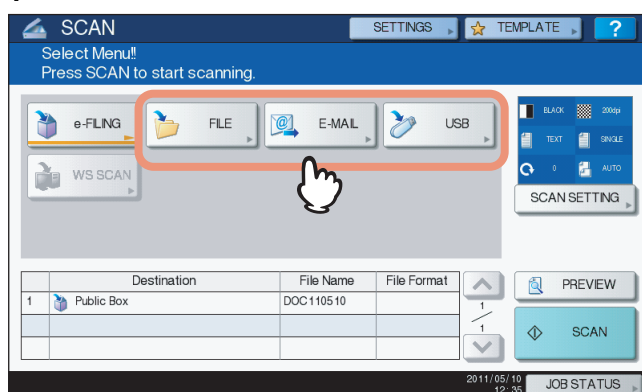 SCAN
SETTINGS
TEMPLATE
?
Select Menu!!
Press SCAN to start scanning.
e-FILING
FILE
@
E-MAIL
USB
BLACK
200dpi
TEXT
SINGLE
0
AUTO
WS SCAN
SCAN SETTING
Destination
File Name
File Format
1
Public Box
DOC110510
1
1
PREVIEW
SCAN
2011/05/10
12:35
JOB STATUS